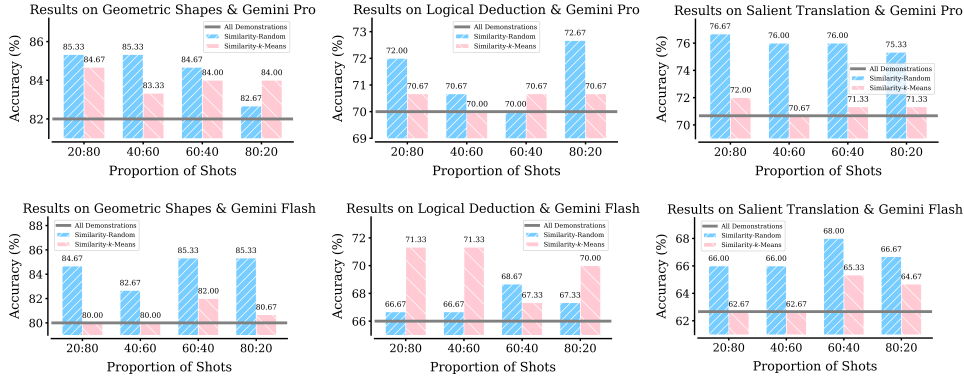 Results on Geometric Shapes & Gemini Pro
Accuracy (%)
86
84
82
All Demonstrations
Similarity-Random
Similarity-k-Means
85.33
84.67
85.33
83.33
84.67
84.00
82.67
84.00
20:80
40:60
60:40
80:20
Proportion of Shots
Results on Logical Deduction & Gemini Pro
Accuracy (%)
73
72
71
70
69
All Demonstrations
Similarity-Random
Similarity-k-Means
72.00
70.67
70.67
70.00
70.00
70.67
72.67
70.67
20:80
40:60
60:40
80:20
Proportion of Shots
Results on Salient Translation & Gemini Pro
Accuracy (%)
76
74
72
70
All Demonstrations
Similarity-Random
Similarity-k-Means
76.67
72.00
76.00
70.67
76.00
71.33
75.33
71.33
20:80
40:60
60:40
80:20
Proportion of Shots
Results on Geometric Shapes & Gemini Flash
Accuracy (%)
88
86
84
82
80
All Demonstrations
Similarity-Random
Similarity-k-Means
84.67
80.00
82.67
80.00
85.33
82.00
85.33
80.67
20:80
40:60
60:40
80:20
Proportion of Shots
Results on Logical Deduction & Gemini Flash
Accuracy (%)
74
72
70
68
66
All Demonstrations
Similarity-Random
Similarity-k-Means
66.67
71.33
66.67
71.33
68.67
67.33
67.33
70.00
20:80
40:60
60:40
80:20
Proportion of Shots
Results on Salient Translation & Gemini Flash
Accuracy (%)
68
66
64
62
All Demonstrations
Similarity-Random
Similarity-k-Means
66.00
62.67
66.00
62.67
68.00
65.33
66.67
64.67
20:80
40:60
60:40
80:20
Proportion of Shots